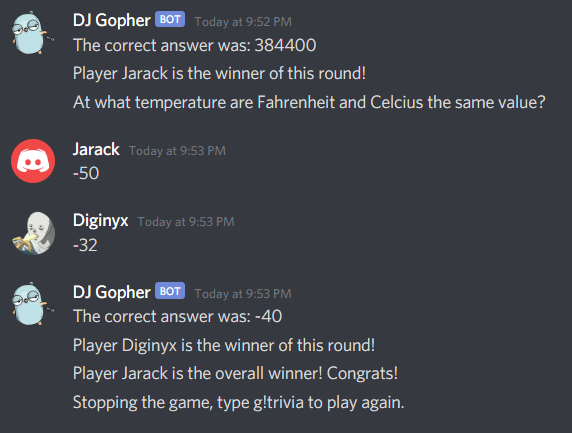 DJ Gopher BOT Today at 9:52 PM
The correct answer was: 384400
Player Jarack is the winner of this round!
At what temperature are Fahrenheit and Celcius the same value?
Jarack Today at 9:53 PM
-50
Diginyx Today at 9:53 PM
-32
DJ Gopher BOT Today at 9:53 PM
The correct answer was: -40
Player Diginyx is the winner of this round!
Player Jarack is the overall winner! Congrats!
Stopping the game, type g!trivia to play again.